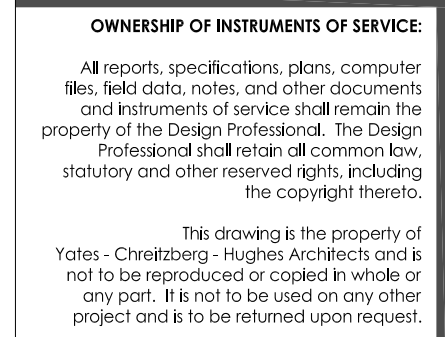 OWNERSHIP OF INSTRUMENTS OF SERVICE:
All reports, specifications, plans, computer
files, field data, notes, and other documents
and instruments of service shall remain the
property of the Design Professional. The Design
Professional shall retain all common law,
statutory and other reserved rights, including
the copyright thereto.
This drawing is the property of
Yates - Chreitzberg - Hughes Architects and is
not to be reproduced or copied in whole or
any part. It is not to be used on any other
project and is to be returned upon request.